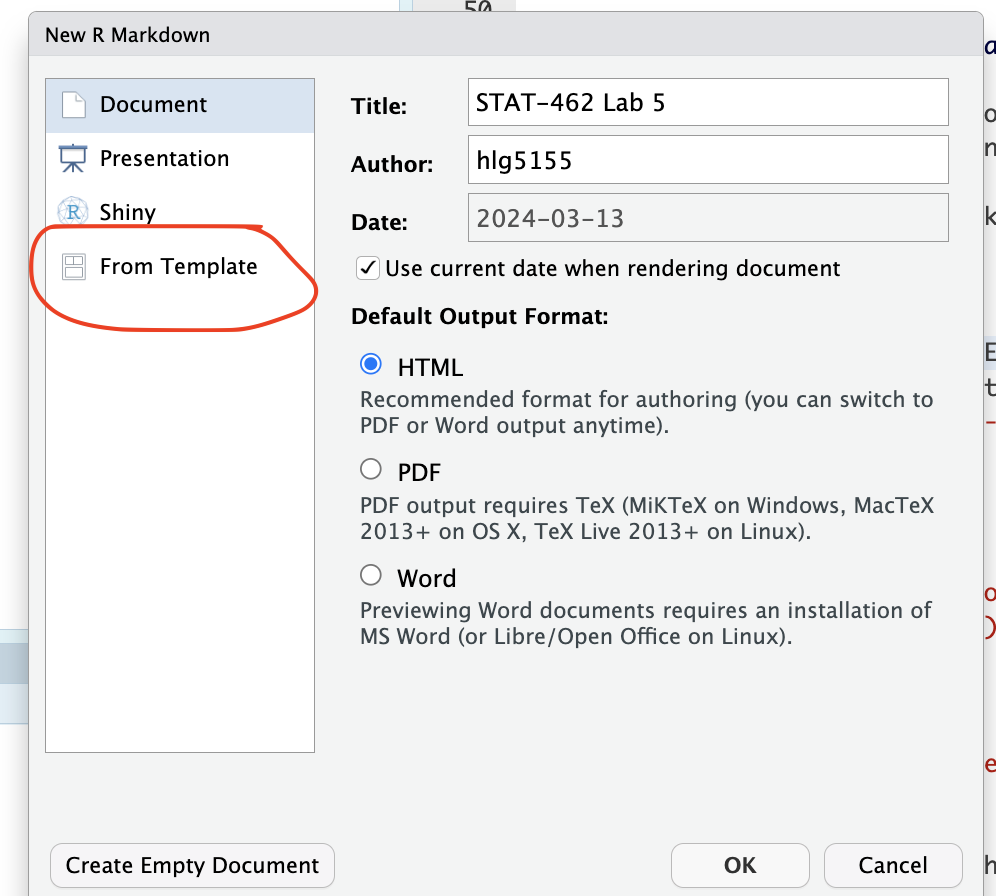 50
New R Markdown
Document
Presentation
Shiny
From Template
Title: STAT-462 Lab 5
Author: hlg5155
Date: 2024-03-13
Use current date when rendering document
Default Output Format:
HTML
Recommended format for authoring (you can switch to
PDF or Word output anytime).
PDF
PDF output requires TeX (MiKTeX on Windows, MacTeX
2013+ on OS X, TeX Live 2013+ on Linux).
Word
Previewing Word documents requires an installation of
MS Word (or Libre/Open Office on Linux).
Create Empty Document
OK
Cancel